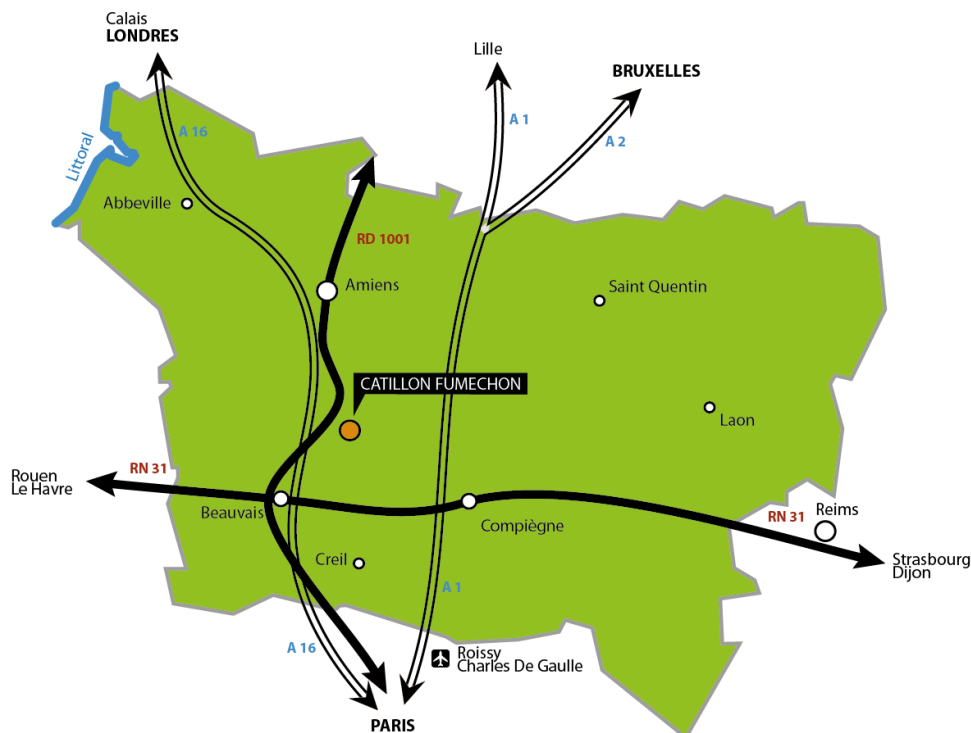 Calais
LONDRES
Lille
BRUXELLES
A 16
A 1
A 2
Littoral
Abbeville
RD 1001
Amiens
Saint Quentin
CATILLON FUMECHON
Laon
RN 31
Rouen
Le Havre
Beauvais
Compiègne
RN 31
Reims
Strasbourg
Dijon
Creil
A 1
A 16
Roissy
Charles De Gaulle
PARIS